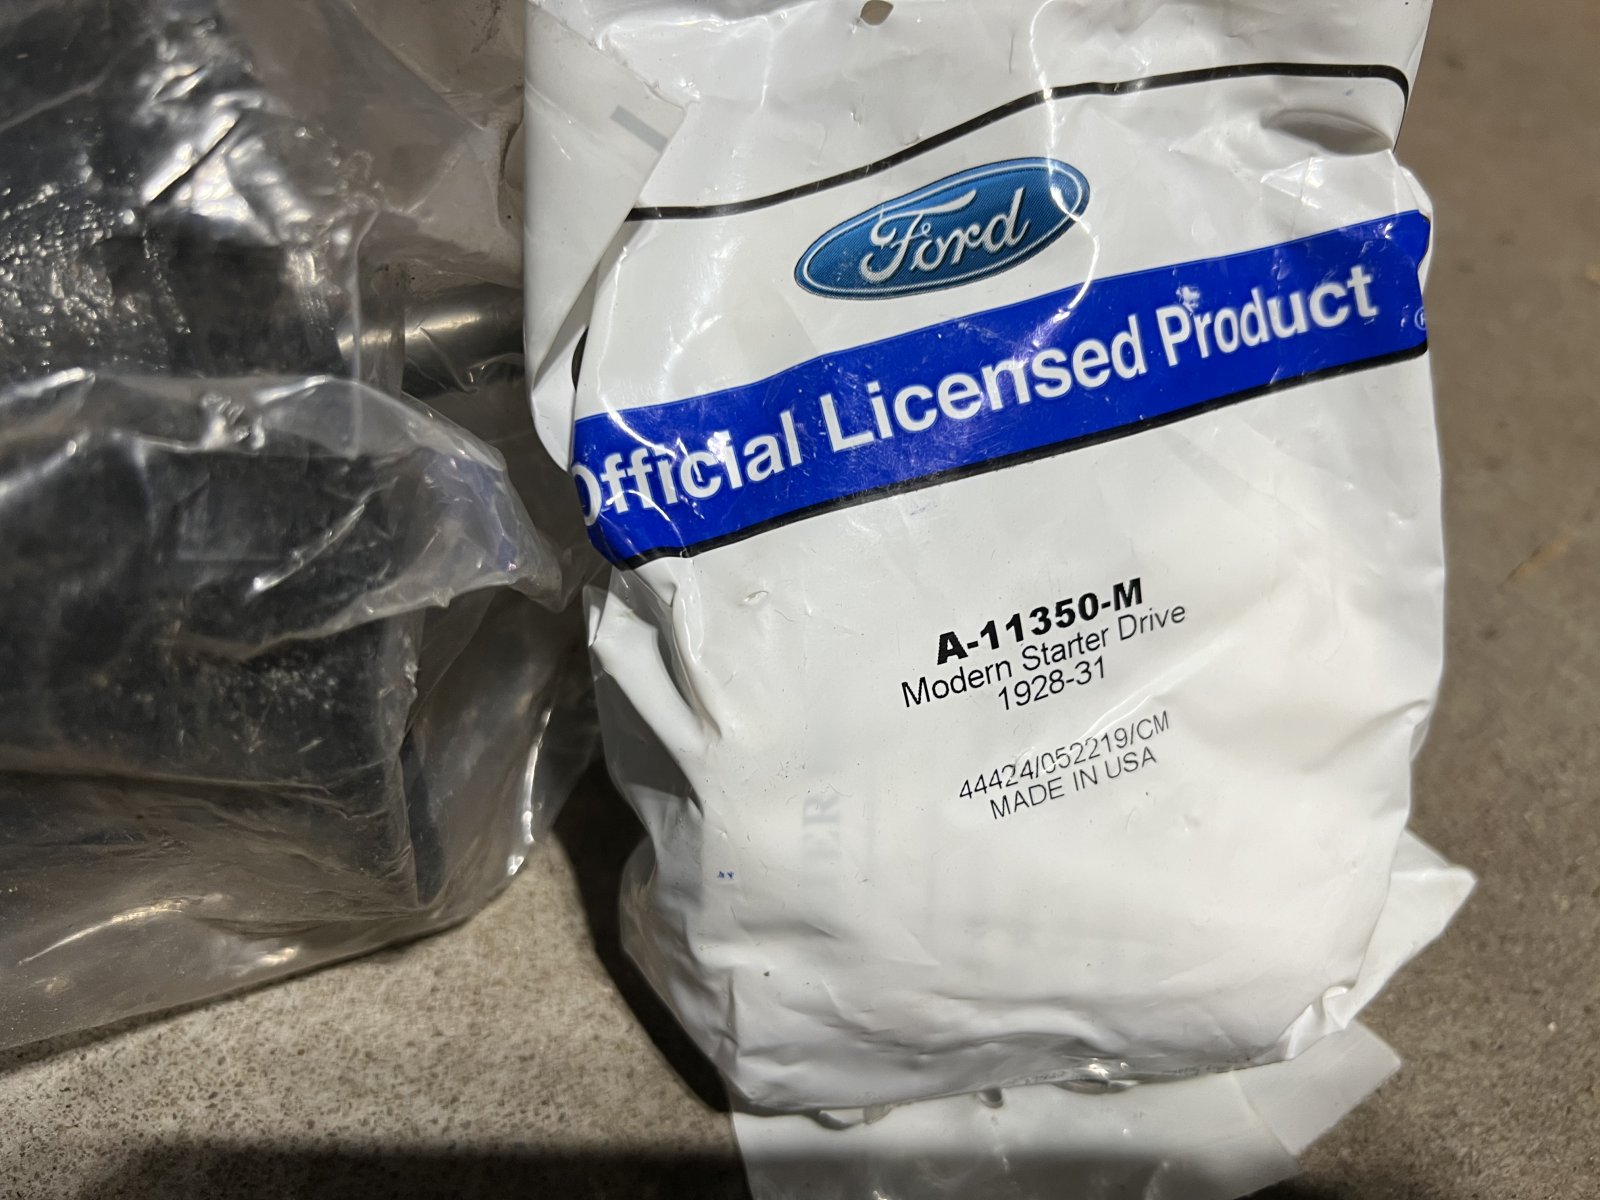 Ford
Official Licensed Product
A-11350-M
Modern Starter Drive
1928-31
44424/052219/CM
MADE IN USA